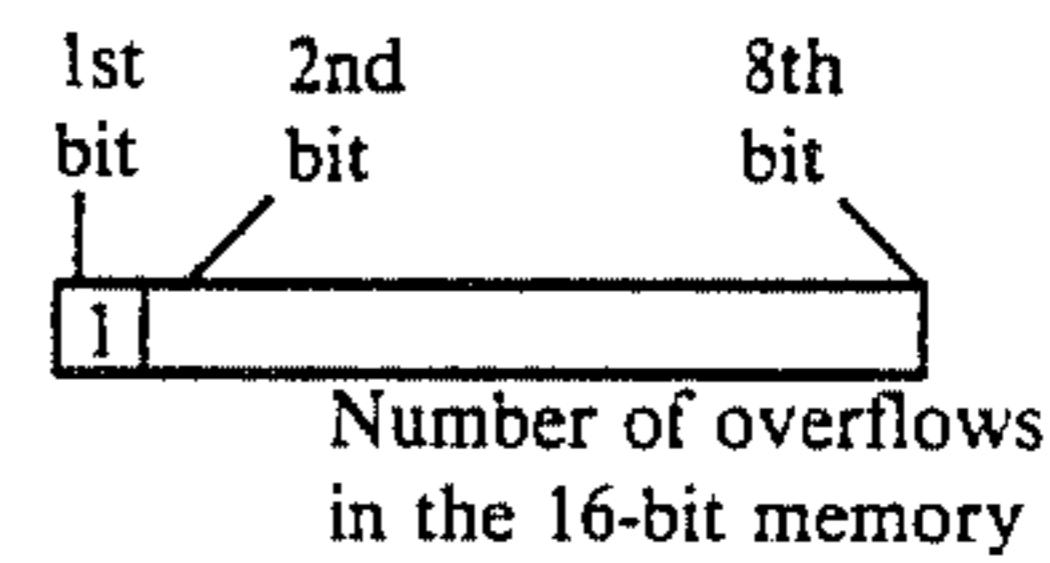 1st 2nd 8th
bit bit bit
1
Number of overflows
in the 16-bit memory